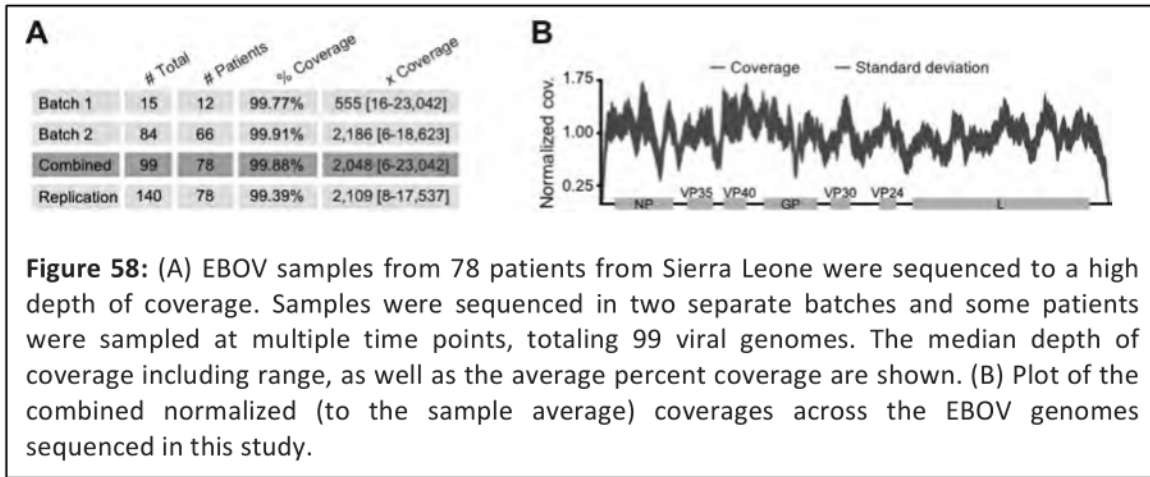 A
# Total # Patients % Coverage x Coverage
Batch 1 15 12 99.77% 555 [16-23,042]
Batch 2 84 66 99.91% 2,186 [6-18,623]
Combined 99 78 99.88% 2,048 [6-23,042]
Replication 140 78 99.39% 2,109 [8-17,537]
B
Coverage Standard deviation
Normalized cov.
1.75
1.00
0.25
NP VP35 VP40 GP VP30 VP24 L
Figure 58: (A) EBOV samples from 78 patients from Sierra Leone were sequenced to a high
depth of coverage. Samples were sequenced in two separate batches and some patients
were sampled at multiple time points, totaling 99 viral genomes. The median depth of
coverage including range, as well as the average percent coverage are shown. (B) Plot of the
combined normalized (to the sample average) coverages across the EBOV genomes
sequenced in this study.